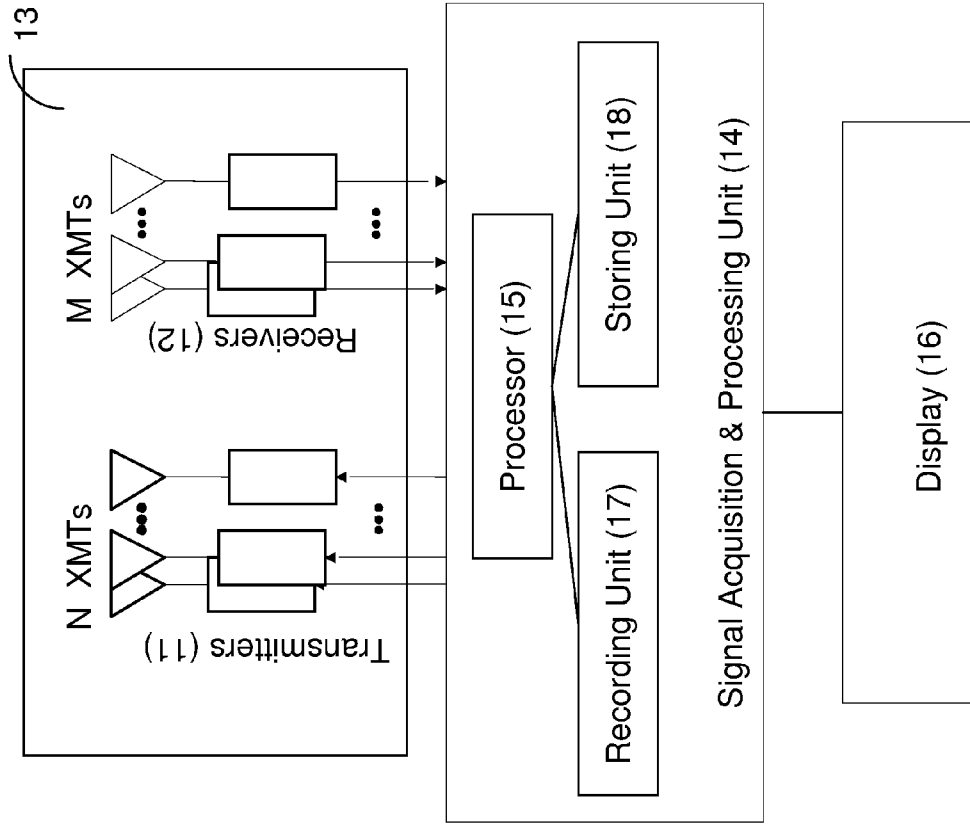 13
N XMTs
M XMTs
Transmitters (11)
Receivers (12)
Processor (15)
Recording Unit (17)
Storing Unit (18)
Signal Acquisition & Processing Unit (14)
Display (16)